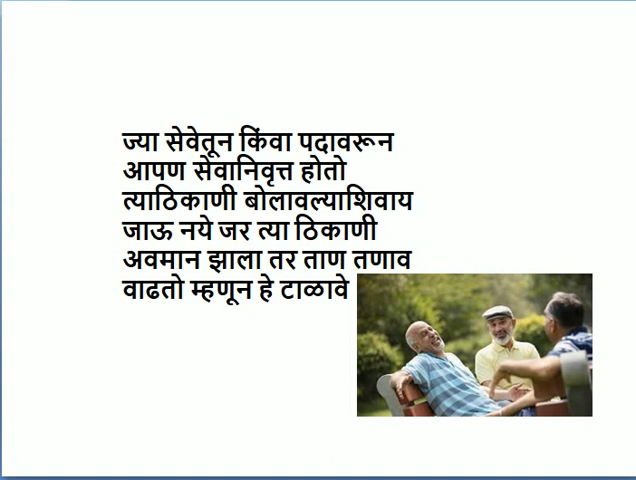 ज्या सेवेतून किंवा पदावरून
आपण सेवानिवृत्त होतो
त्याठिकाणी बोलावल्याशिवाय
जाऊ नये जर त्या ठिकाणी
अवमान झाला तर ताण तणाव
वाढतो म्हणून हे टाळावे